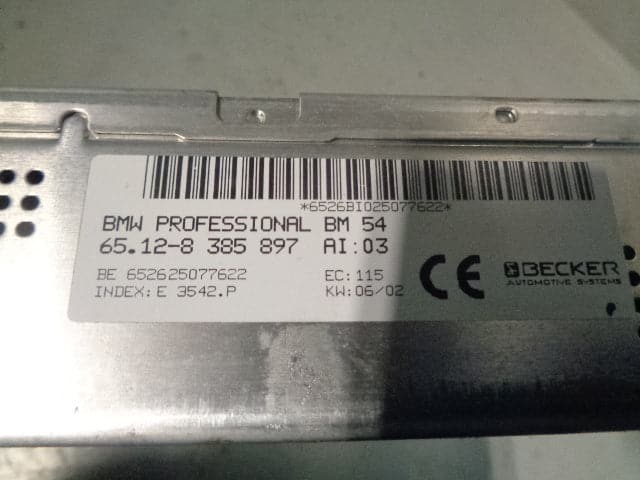 *6526BI025077622*
BMW PROFESSIONAL BM 54
65.12-8 385 897 AI:03
BE 652625077622 EC:115
INDEX:E 3542.P KW:06/02
CE
BECKER
AUTOMOTIVE SYSTEMS